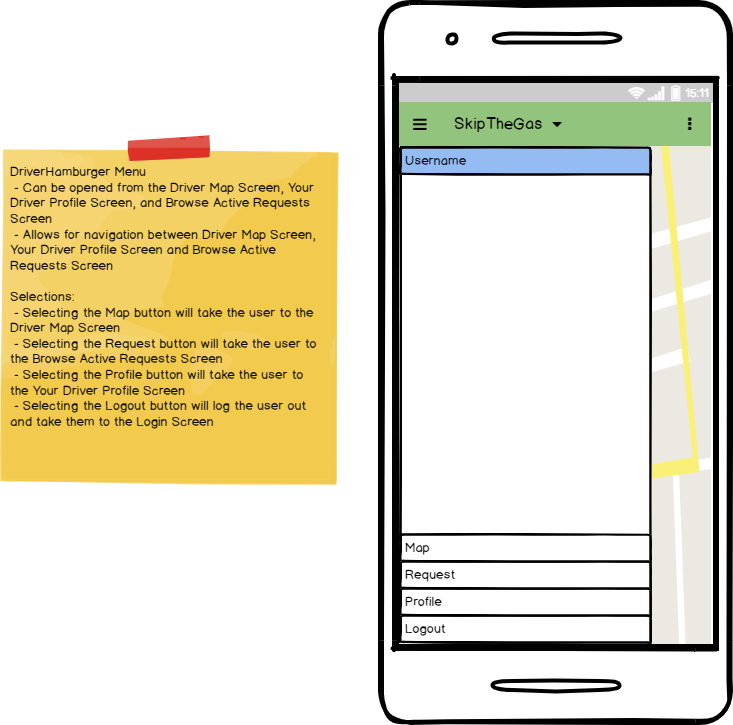 DriverHamburger Menu
- Can be opened from the Driver Map Screen, Your
Driver Profile Screen, and Browse Active Requests
Screen
- Allows for navigation between Driver Map Screen,
Your Driver Profile Screen and Browse Active
Requests Screen
Selections:
- Selecting the Map button will take the user to the
Driver Map Screen
- Selecting the Request button will take the user to
the Browse Active Requests Screen
- Selecting the Profile button will take the user to
the Your Driver Profile Screen
- Selecting the Logout button will log the user out
and take them to the Login Screen
15:11
SkipTheGas
Username
Map
Request
Profile
Logout